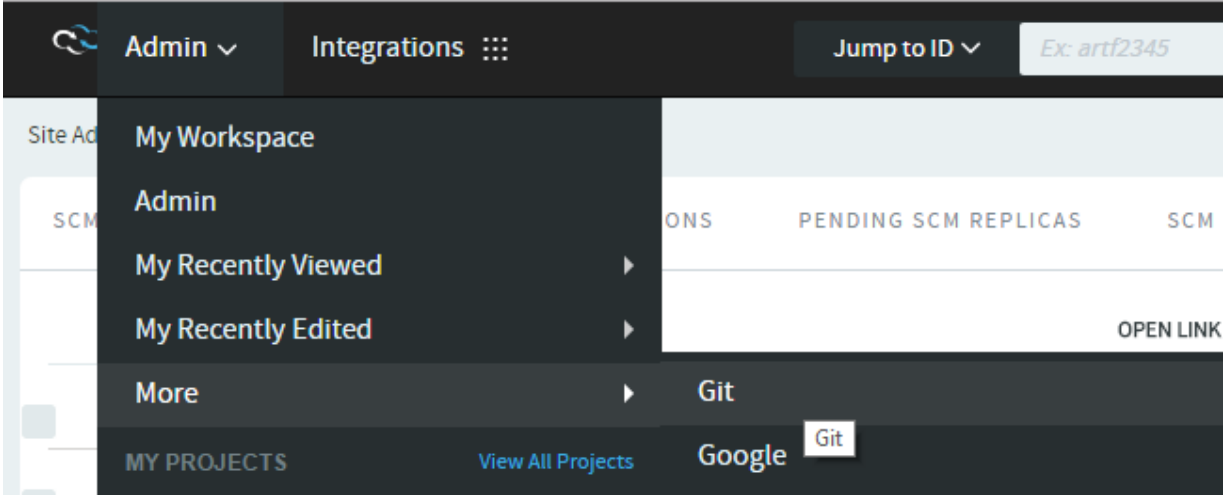 Admin
Integrations
Jump to ID
Ex: artf2345
Site Ad
My Workspace
Admin
SCM
ONS
PENDING SCM REPLICAS
SCM
My Recently Viewed
My Recently Edited
OPEN LINK
More
Git
Git
MY PROJECTS
View All Projects
Google